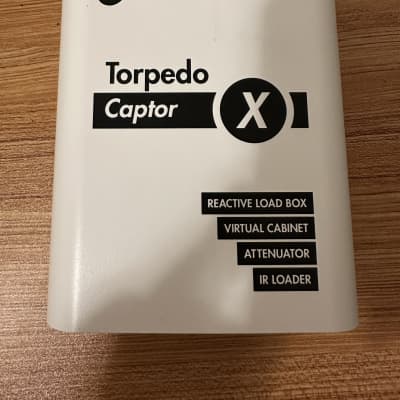 Torpedo
Captor X
REACTIVE LOAD BOX
VIRTUAL CABINET
ATTENUATOR
IR LOADER